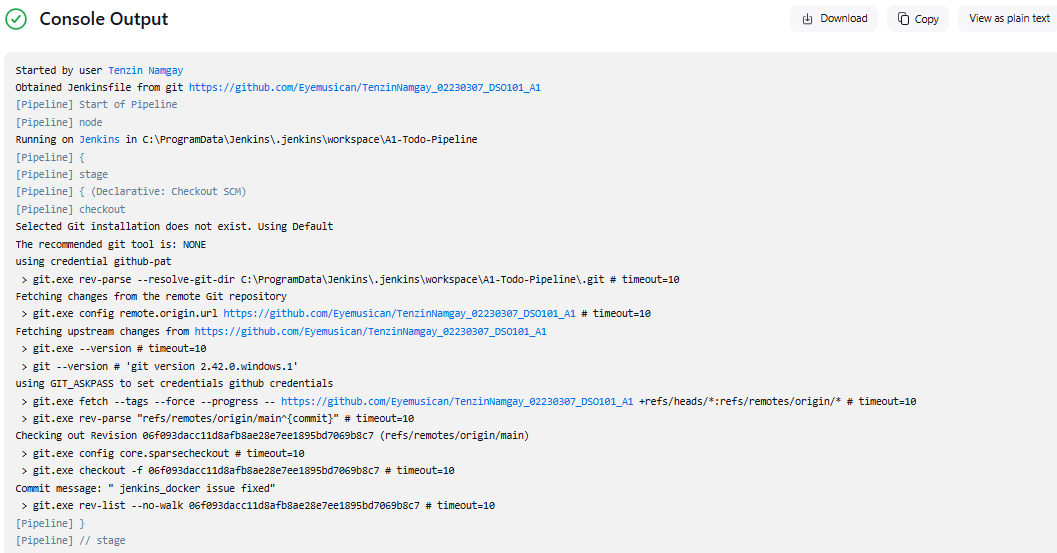 Console Output
Download
Copy
View as plain text
Started by user Tenzin Namgay
Obtained Jenkinsfile from git https://github.com/Eyemusican/TenzinNamgay_02230307_DSO101_A1
[Pipeline] Start of Pipeline
[Pipeline] node
Running on Jenkins in C:\ProgramData\Jenkins\.jenkins\workspace\A1-Todo-Pipeline
[Pipeline] {
[Pipeline] stage
[Pipeline] { (Declarative: Checkout SCM)
[Pipeline] checkout
Selected Git installation does not exist. Using Default
The recommended git tool is: NONE
using credential github-pat
 > git.exe rev-parse --resolve-git-dir C:\ProgramData\Jenkins\.jenkins\workspace\A1-Todo-Pipeline\.git # timeout=10
Fetching changes from the remote Git repository
 > git.exe config remote.origin.url https://github.com/Eyemusican/TenzinNamgay_02230307_DSO101_A1 # timeout=10
Fetching upstream changes from https://github.com/Eyemusican/TenzinNamgay_02230307_DSO101_A1
 > git.exe --version # timeout=10
 > git --version # 'git version 2.42.0.windows.1'
using GIT_ASKPASS to set credentials github credentials
 > git.exe fetch --tags --force --progress -- https://github.com/Eyemusican/TenzinNamgay_02230307_DSO101_A1 +refs/heads/*:refs/remotes/origin/* # timeout=10
 > git.exe rev-parse "refs/remotes/origin/main^{commit}" # timeout=10
Checking out Revision 06f093dacc11d8afb8ae28e7ee1895bd7069b8c7 (refs/remotes/origin/main)
 > git.exe config core.sparsecheckout # timeout=10
 > git.exe checkout -f 06f093dacc11d8afb8ae28e7ee1895bd7069b8c7 # timeout=10
Commit message: " jenkins_docker issue fixed"
 > git.exe rev-list --no-walk 06f093dacc11d8afb8ae28e7ee1895bd7069b8c7 # timeout=10
[Pipeline] }
[Pipeline] // stage